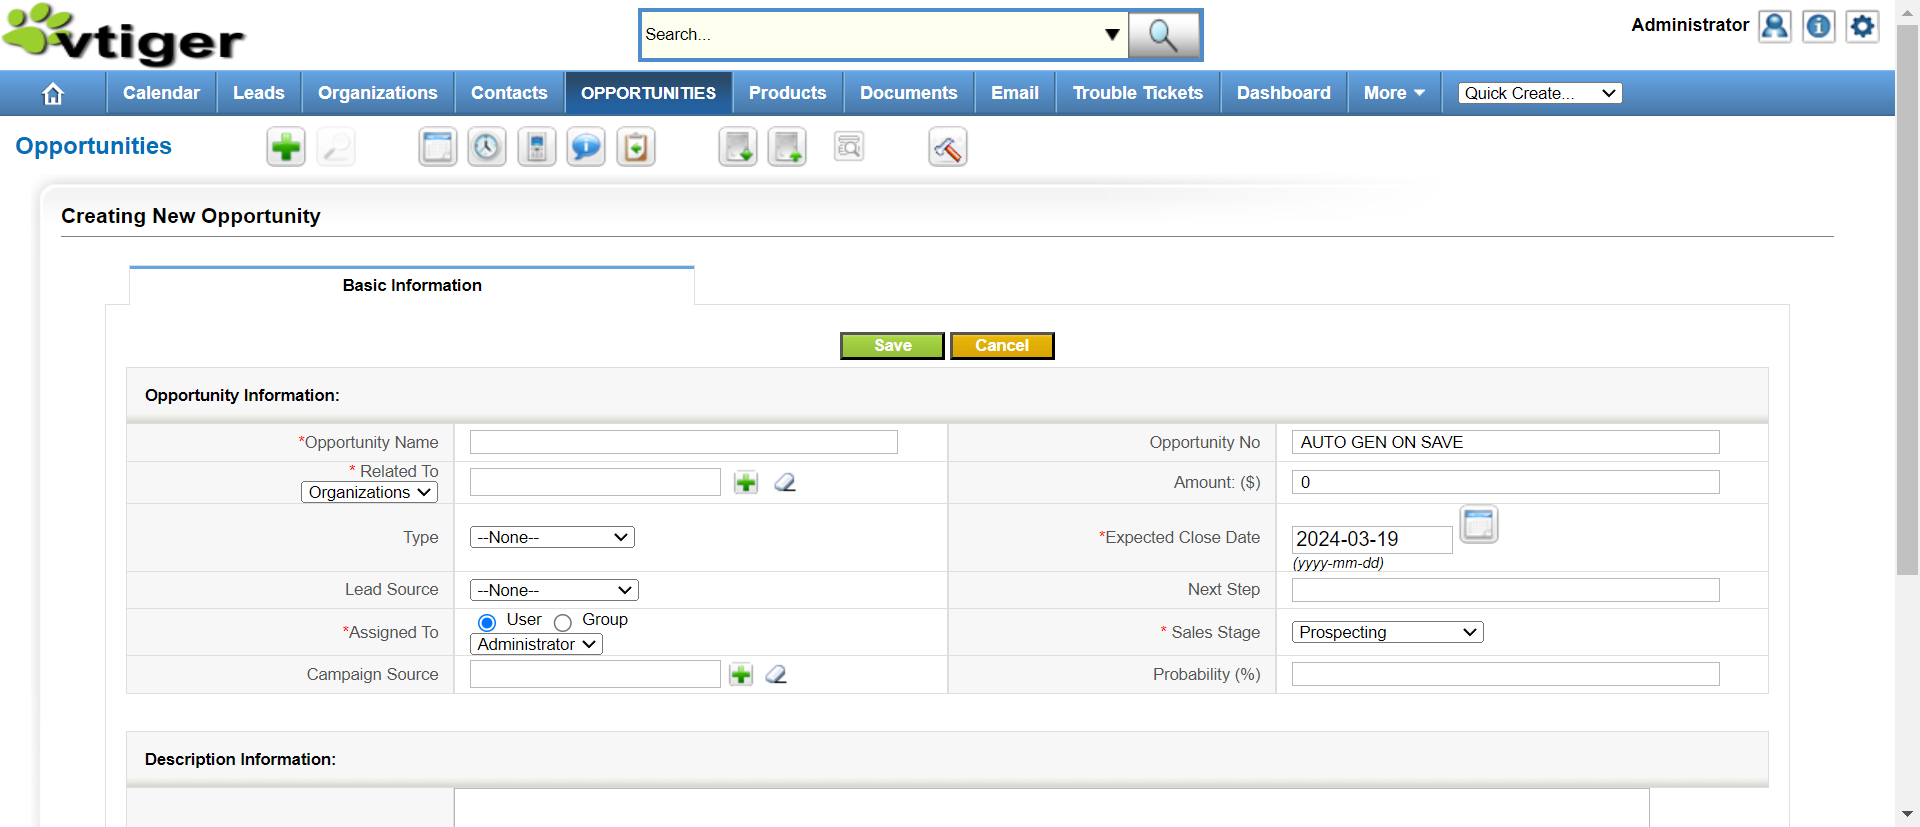 vtiger
Search...
Administrator
Calendar
Leads
Organizations
Contacts
OPPORTUNITIES
Products
Documents
Email
Trouble Tickets
Dashboard
More
Quick Create...
Opportunities
Creating New Opportunity
Basic Information
Save
Cancel
Opportunity Information:
*Opportunity Name
Opportunity No
AUTO GEN ON SAVE
* Related To
Organizations
Amount: ($)
0
Type
--None--
*Expected Close Date
2024-03-19
(yyyy-mm-dd)
Lead Source
--None--
Next Step
*Assigned To
User
Group
Administrator
* Sales Stage
Prospecting
Campaign Source
Probability (%)
Description Information: